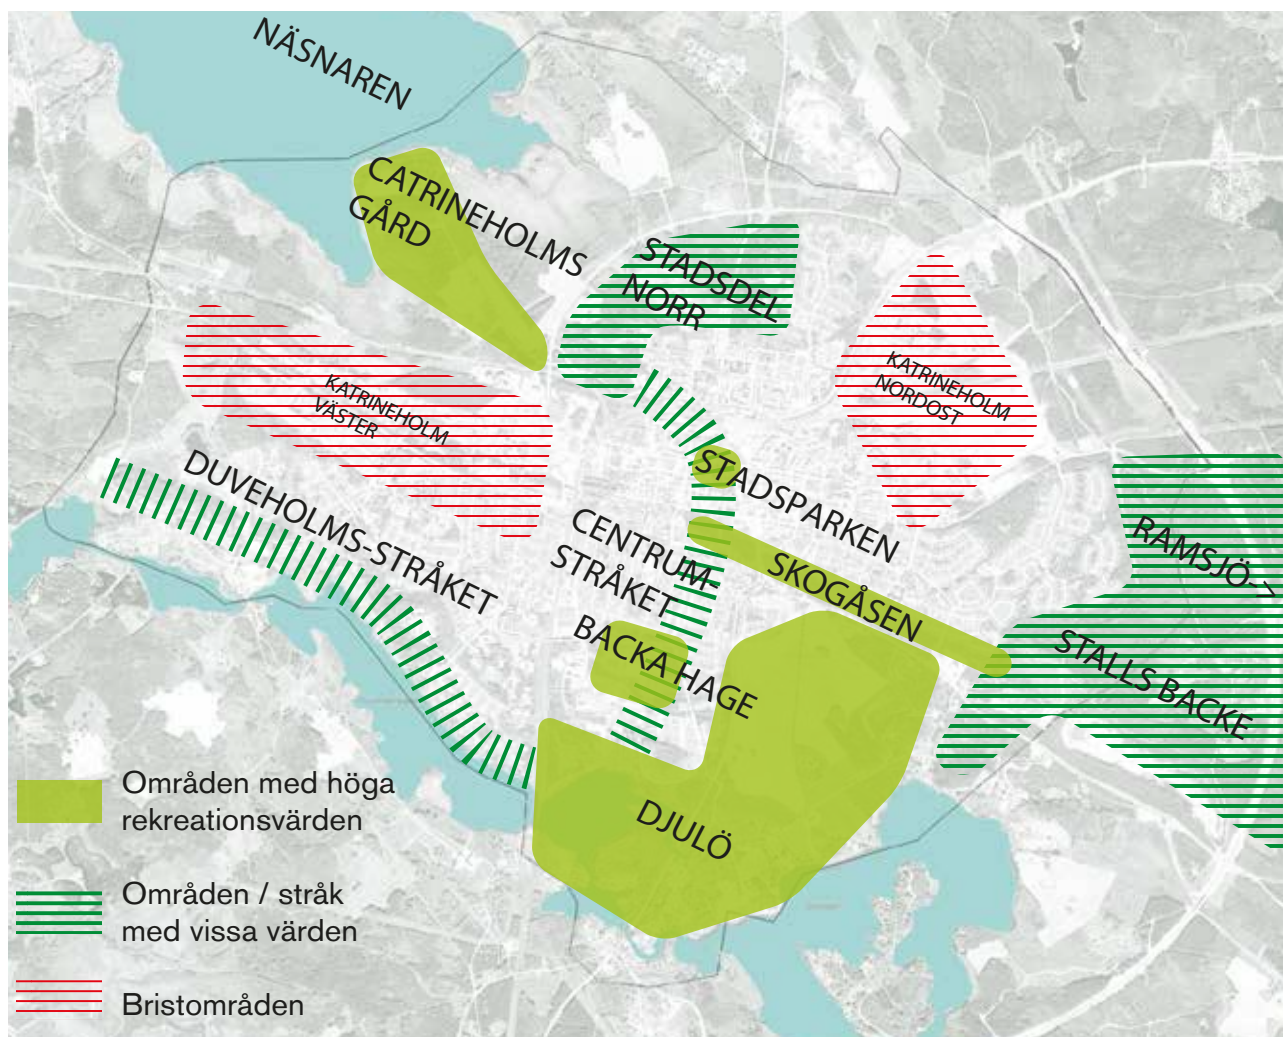 NÄSNAREN
CATRINEHOLMS
GÅRD
STADSDEL
NORR
KATRINEHOLM
NORDOST
KATRINEHOLM
VÄSTER
DUVEHOLMS-STRÅKET
STADSPARKEN
CENTRUM-
STRÅKET
SKOGÅSEN
RAMSJÖ->
STALLS BACKE
BACKA HAGE
DJULÖ
Områden med höga
rekreationsvärden
Områden / stråk
med vissa värden
Bristområden